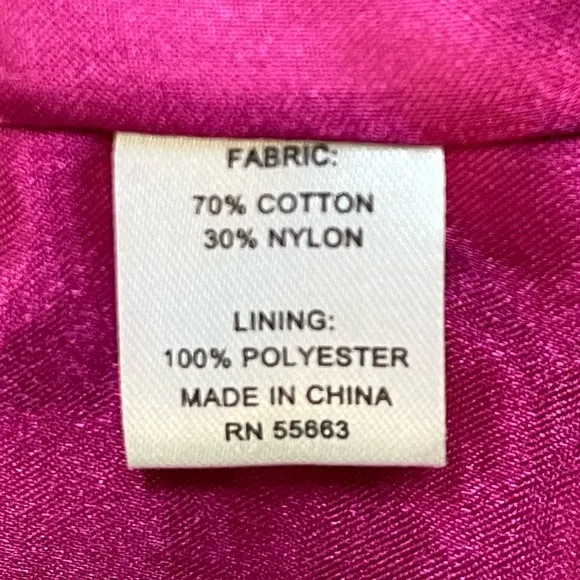 FABRIC:
70% COTTON
30% NYLON
LINING:
100% POLYESTER
MADE IN CHINA
RN 55663